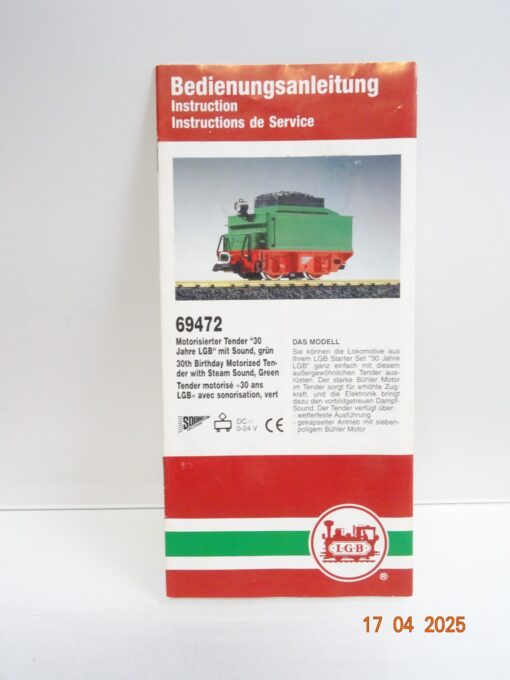 Bedienungsanleitung
Instruction
Instructions de Service
69472
Motorisierter Tender "30
Jahre LGB" mit Sound, grün
30th Birthday Motorized Ten-
der with Steam Sound, Green
Tender motorisé »30 ans
LGB« avec sonorisation, vert
SOUND
DC
0-24 V
CE
DAS MODELL
Sie können die Lokomotive aus
Ihrem LGB Starter Set "30 Jahre
LGB" ganz einfach mit diesem
außergewöhnlichen Tender aus-
rüsten. Der starke Bühler Motor
im Tender sorgt für erhöhte Zug-
kraft, und die Elektronik bringt
dazu den vorbildgetreuen Dampf-
Sound. Der Tender verfügt über:
- wetterfeste Ausführung
- gekapselter Antrieb mit sieben-
poligem Bühler Motor
L·G·B
®
17 04 2025